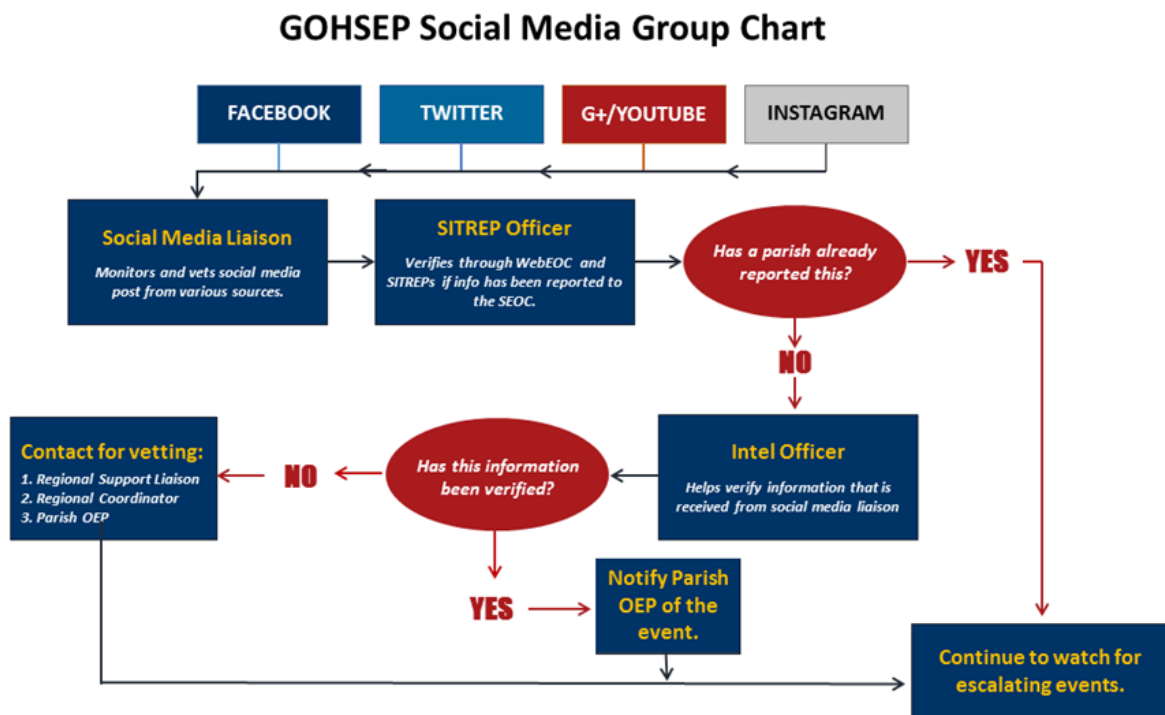 GOHSEP Social Media Group Chart
FACEBOOK
TWITTER
G+/YOUTUBE
INSTAGRAM
Social Media Liaison
Monitors and vets social media
post from various sources.
SITREP Officer
Verifies through WebEOC and
SITREPs if info has been reported to
the SEOC.
Has a parish already
reported this?
YES
NO
Contact for vetting:
1. Regional Support Liaison
2. Regional Coordinator
3. Parish OEP
NO
Has this information
been verified?
Intel Officer
Helps verify information that is
received from social media liaison
YES
Notify Parish
OEP of the
event.
Continue to watch for
escalating events.